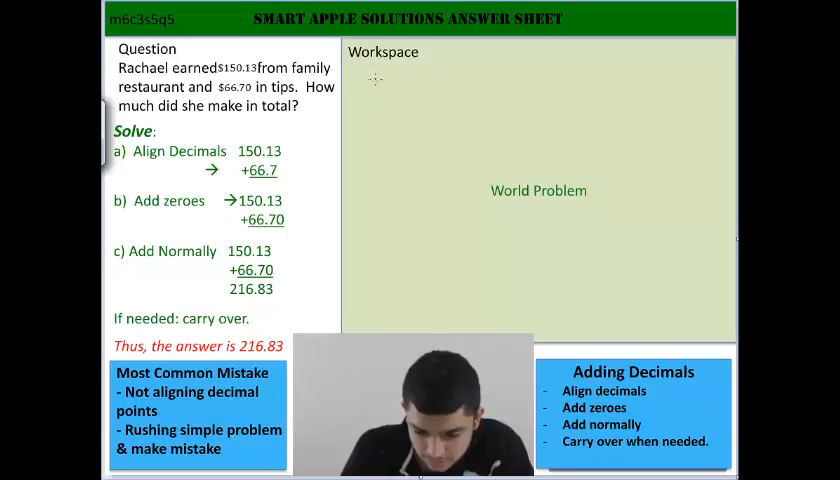 m6c3s5q5
SMART APPLE SOLUTIONS ANSWER SHEET
Question
Rachael earned $150.13 from family
restaurant and $66.70 in tips. How
much did she make in total?
Solve:
a) Align Decimals 150.13
→ +66.7
b) Add zeroes →150.13
+66.70
c) Add Normally 150.13
+66.70
216.83
If needed: carry over.
Thus, the answer is 216.83
Most Common Mistake
- Not aligning decimal
points
- Rushing simple problem
& make mistake
Workspace
World Problem
Adding Decimals
- Align decimals
- Add zeroes
- Add normally
- Carry over when needed.